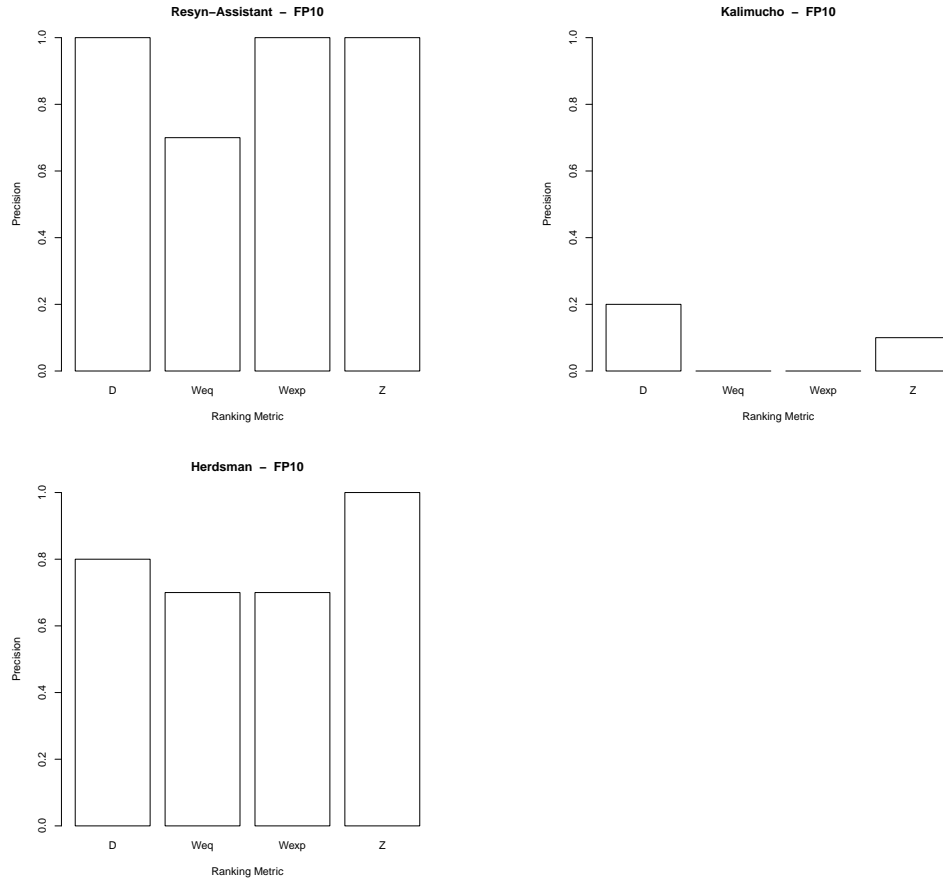 Resyn−Assistant − FP10
1.0
0.8
0.6
0.4
0.2
0.0
Precision
D Weq Wexp Z
Ranking Metric
Kalimucho − FP10
1.0
0.8
0.6
0.4
0.2
0.0
Precision
D Weq Wexp Z
Ranking Metric
Herdsman − FP10
1.0
0.8
0.6
0.4
0.2
0.0
Precision
D Weq Wexp Z
Ranking Metric